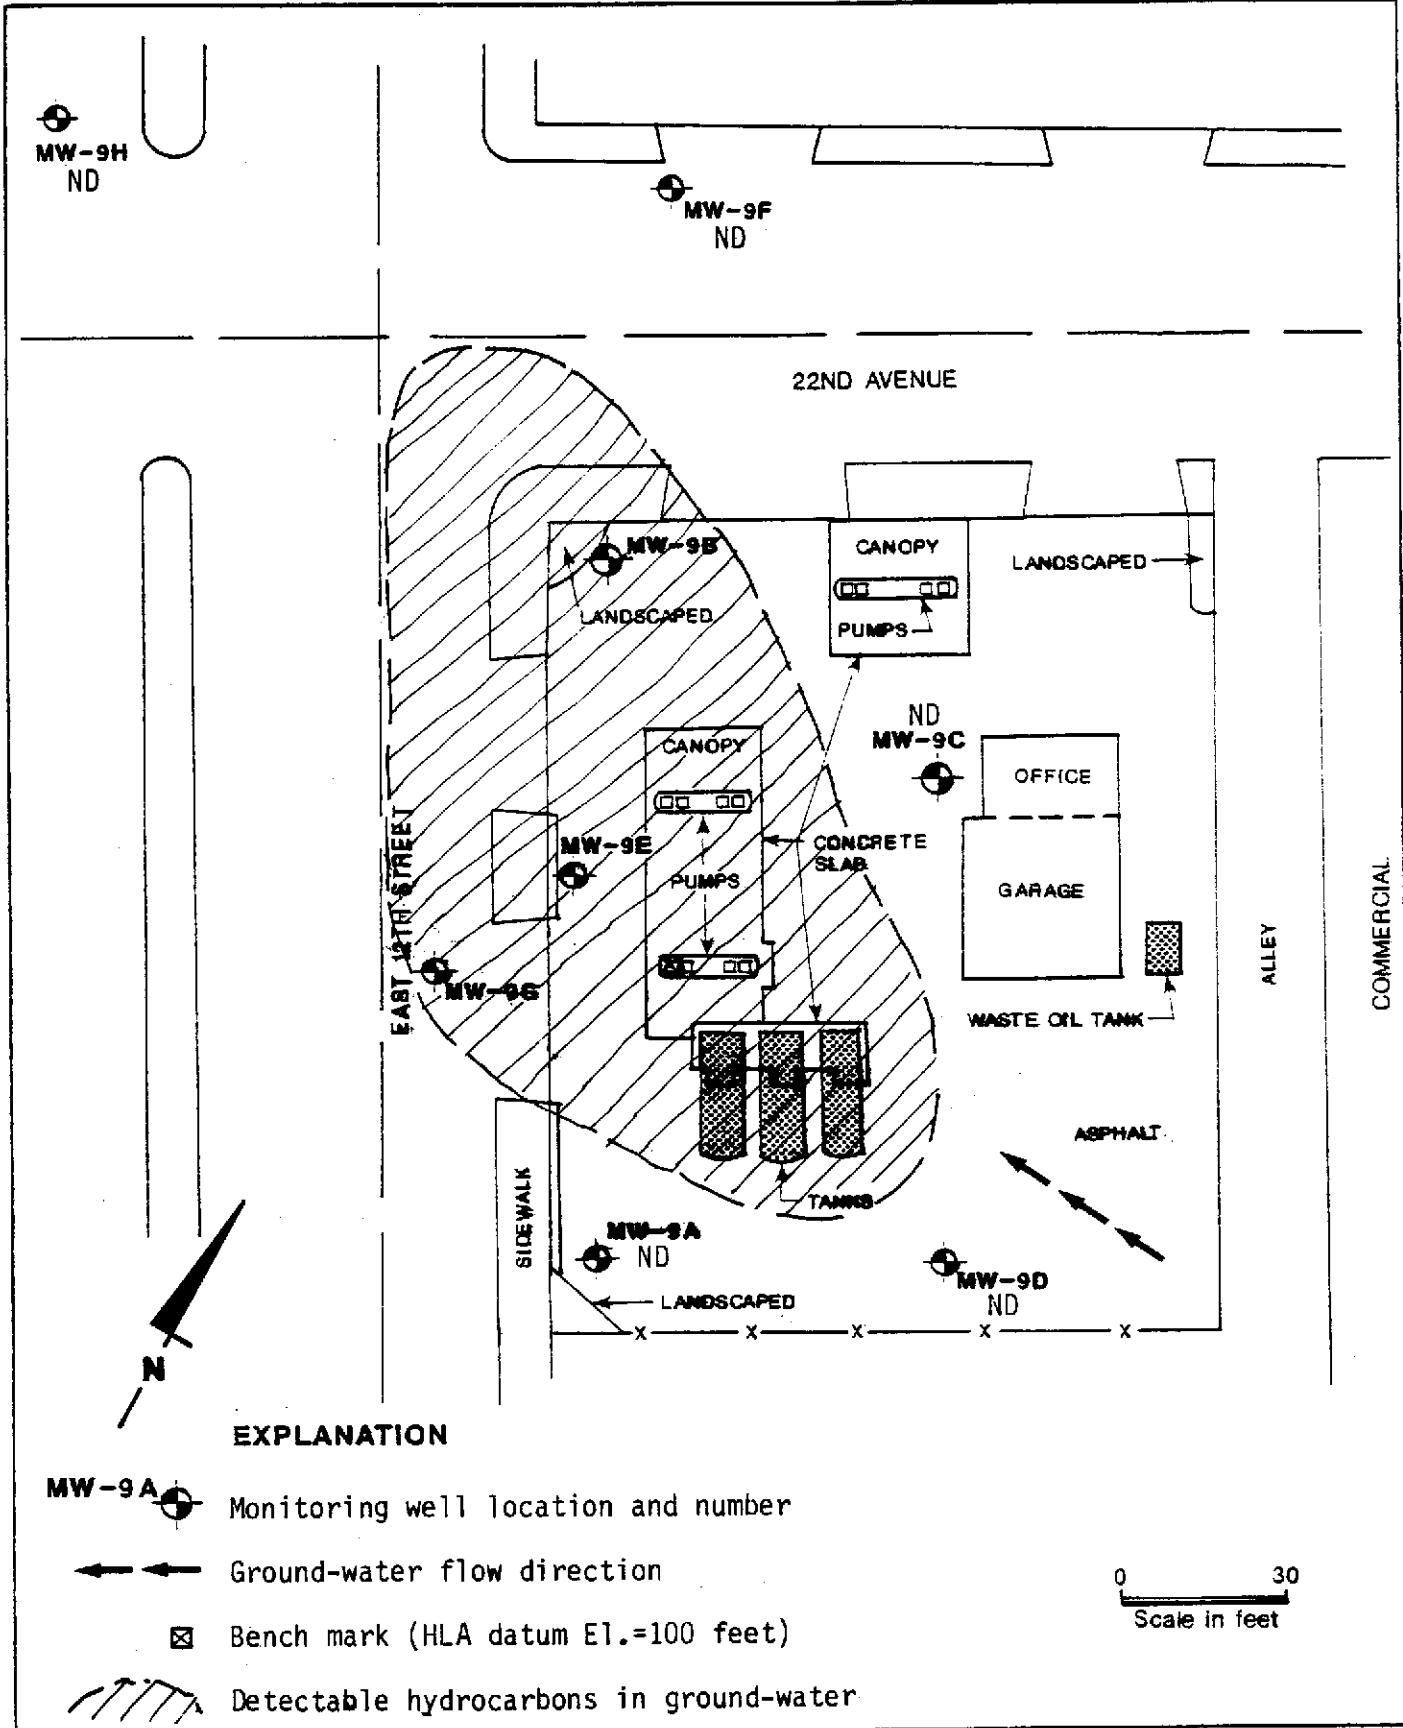 MW-9H
ND
MW-9F
ND
22ND AVENUE
MW-9B
LANDSCAPED
CANOPY
PUMPS
LANDSCAPED
ND
MW-9C
CANOPY
OFFICE
MW-9E
PUMPS
CONCRETE
SLAB
GARAGE
EAST 12TH STREET
MW-9G
WASTE OIL TANK
ALLEY
COMMERCIAL
ASPHALT
TANKS
SIDEWALK
MW-9A
ND
MW-9D
ND
LANDSCAPED
x x x x x
N
EXPLANATION
MW-9A
Monitoring well location and number
Ground-water flow direction
Bench mark (HLA datum El.=100 feet)
Detectable hydrocarbons in ground-water
0 30
Scale in feet